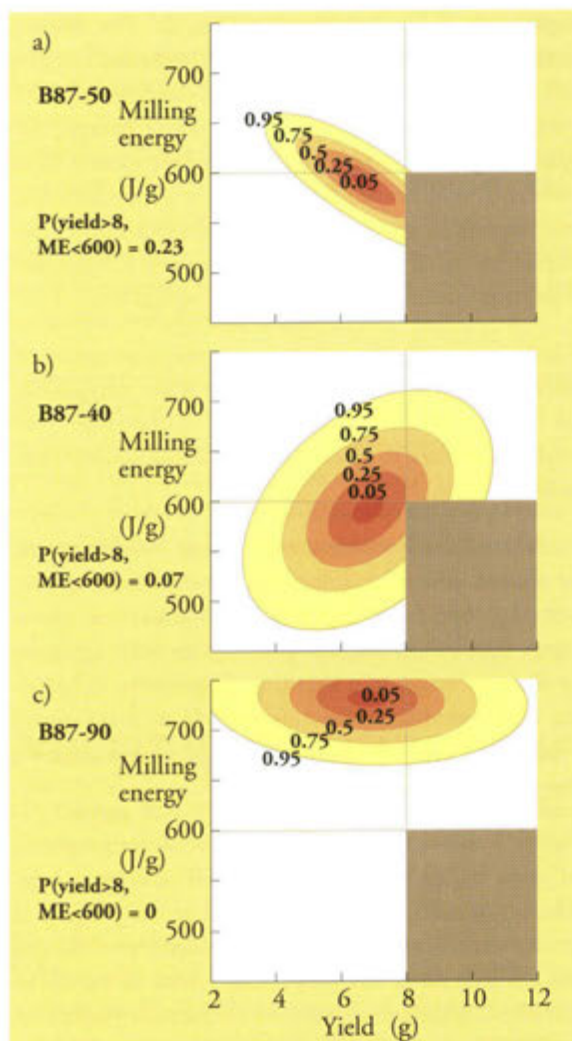 a)
700
B87-50
Milling
energy
0.95
0.75
0.5
0.25
0.05
(J/g)
600
P(yield>8,
ME<600) = 0.23
500
b)
700
B87-40
Milling
energy
0.95
0.75
0.5
0.25
0.05
600
(J/g)
P(yield>8,
ME<600) = 0.07
500
c)
B87-90
700
Milling
energy
0.05
0.25
0.5
0.75
0.95
600
(J/g)
P(yield>8,
ME<600) = 0
500
2 4 6 8 10 12
Yield (g)